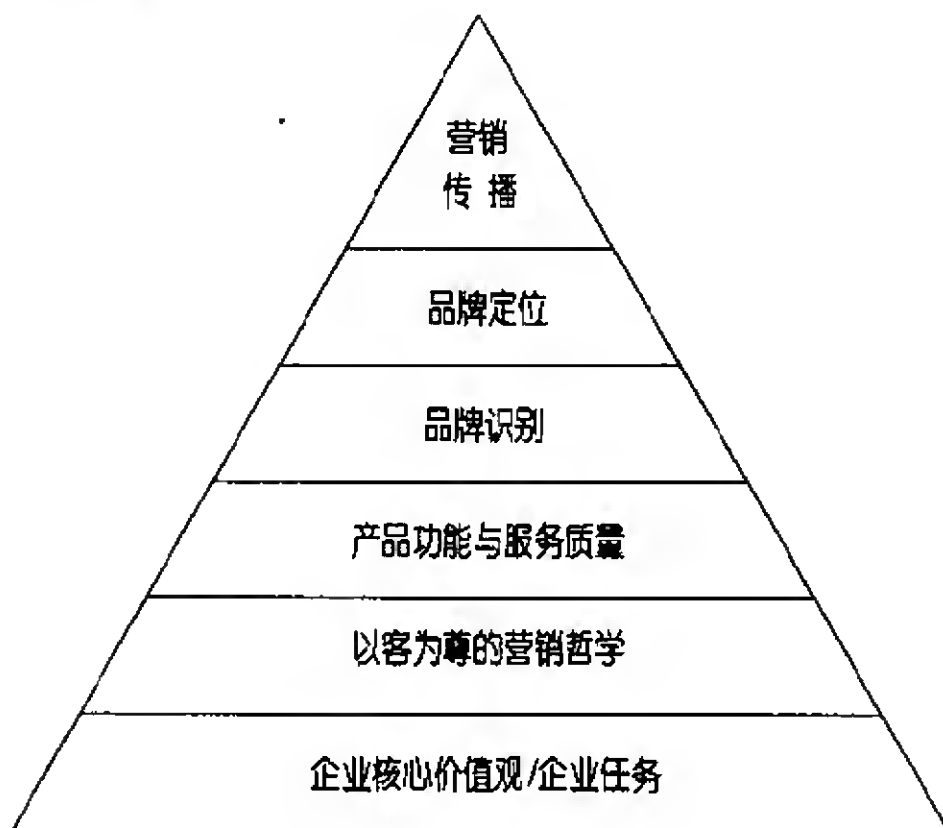 营销
传播
品牌定位
品牌识别
产品功能与服务质量
以客为尊的营销哲学
企业核心价值观/企业任务